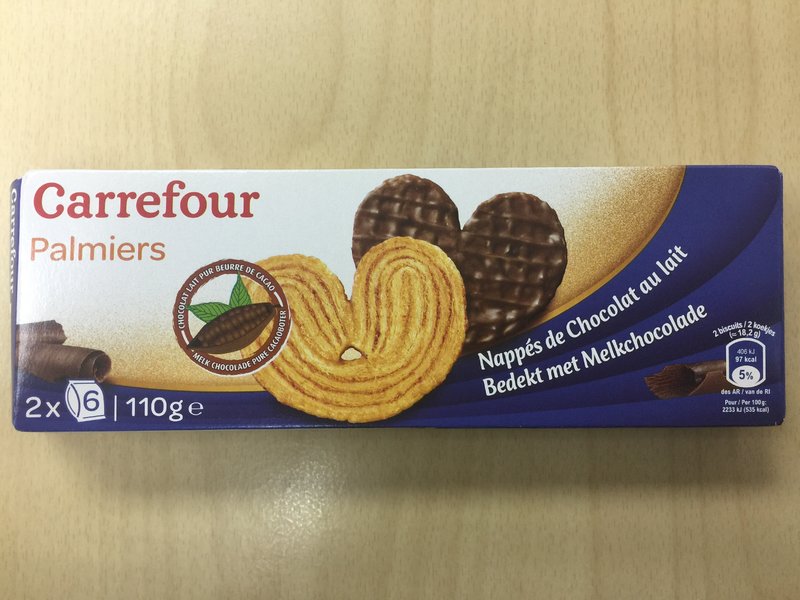 Carrefour
Carrefour
Palmiers
CHOCOLAT LAIT PUR BEURRE DE CACAO
- MELK CHOCOLADE PURE CACAOBOTER -
2x 6 | 110g e
Nappés de Chocolat au lait
Bedekt met Melkchocolade
2 biscuits / 2 koekjes
(≈ 18,2 g)
406 kJ
97 kcal
5%
des AR / van de RI
Pour / Per 100g:
2233 kJ (535 kcal)